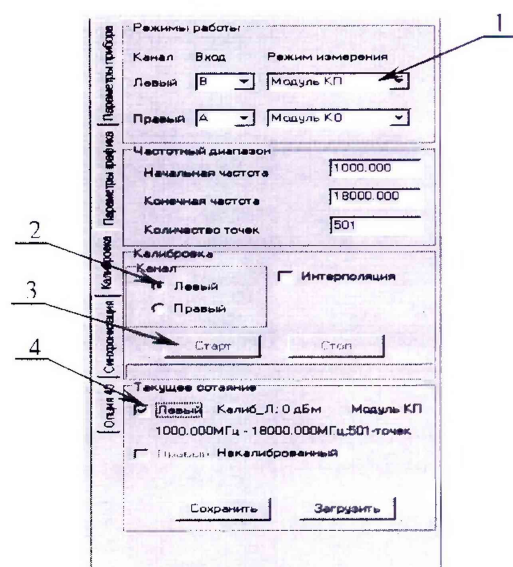 1
Режимы работы
Канал Вход Режим измерения
Левый B Модуль КП
Правый A Модуль КО
Частотный диапазон
Начальная частота 1000.000
Конечная частота 18000.000
Количество точек 501
Калибровка
Канал
2
Левый
Интерполяция
Правый
3
Старт Стоп
4
Текущее сотаяние
Левый Калиб_Л; 0 дБм Модуль КП
1000.000МГц - 18000.000МГц;501-точек
Правый Некалиброванный
Сохранить Загрузить
Параметры прибора
Параметры графика
Калибровка
Синхронизация
Опция 4б